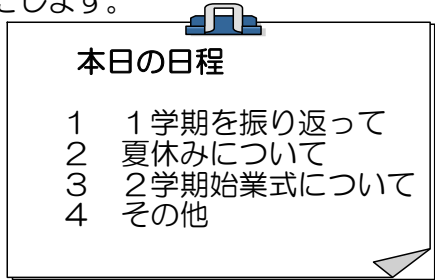 にします。
本日の日程
１　１学期を振り返って
２　夏休みについて
３　２学期始業式について
４　その他